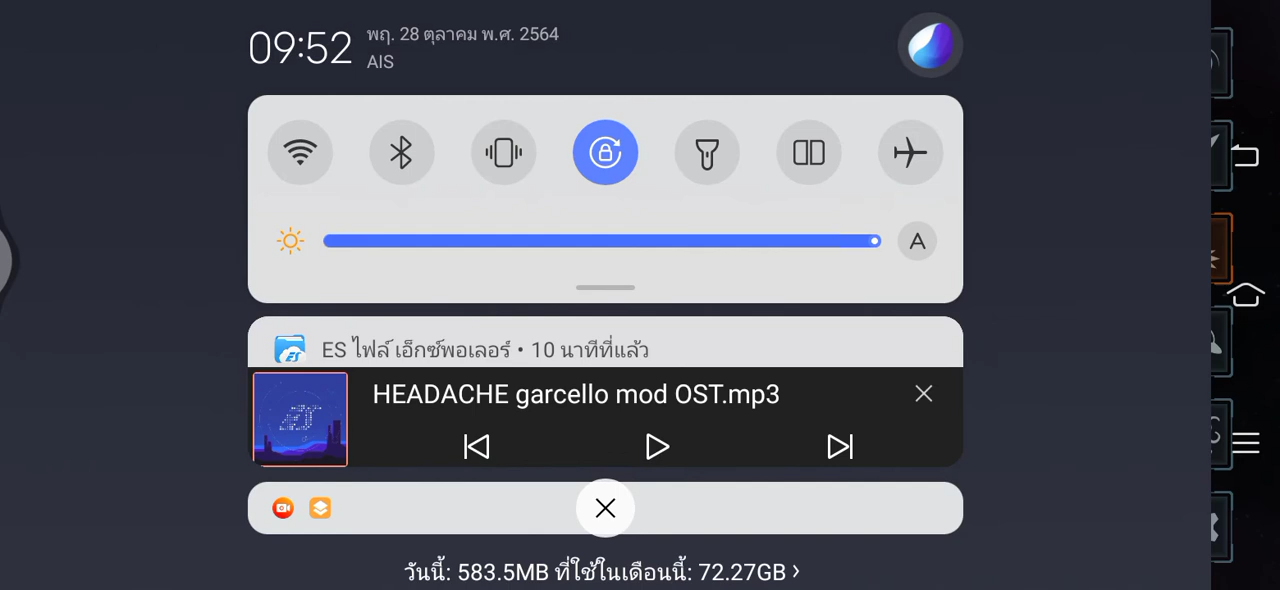 09:52
พฤ. 28 ตุลาคม พ.ศ. 2564
AIS
A
ES ไฟล์ เอ็กซ์พอเลอร์ • 10 นาทีที่แล้ว
ES
HEADACHE garcello mod OST.mp3
วันนี้: 583.5MB ที่ใช้ในเดือนนี้: 72.27GB ›